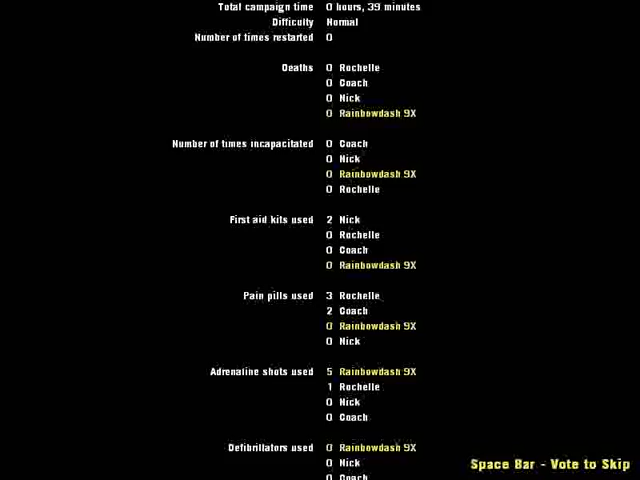 Total campaign time 0 hours, 39 minutes
Difficulty Normal
Number of times restarted 0
Deaths 0 Rochelle
0 Coach
0 Nick
0 Rainbowdash 9X
Number of times incapacitated 0 Coach
0 Nick
0 Rainbowdash 9X
0 Rochelle
First aid kits used 2 Nick
0 Rochelle
0 Coach
0 Rainbowdash 9X
Pain pills used 3 Rochelle
2 Coach
0 Rainbowdash 9X
0 Nick
Adrenaline shots used 5 Rainbowdash 9X
1 Rochelle
0 Nick
0 Coach
Defibrillators used 0 Rainbowdash 9X
0 Nick
0 Coach
Space Bar - Vote to Skip